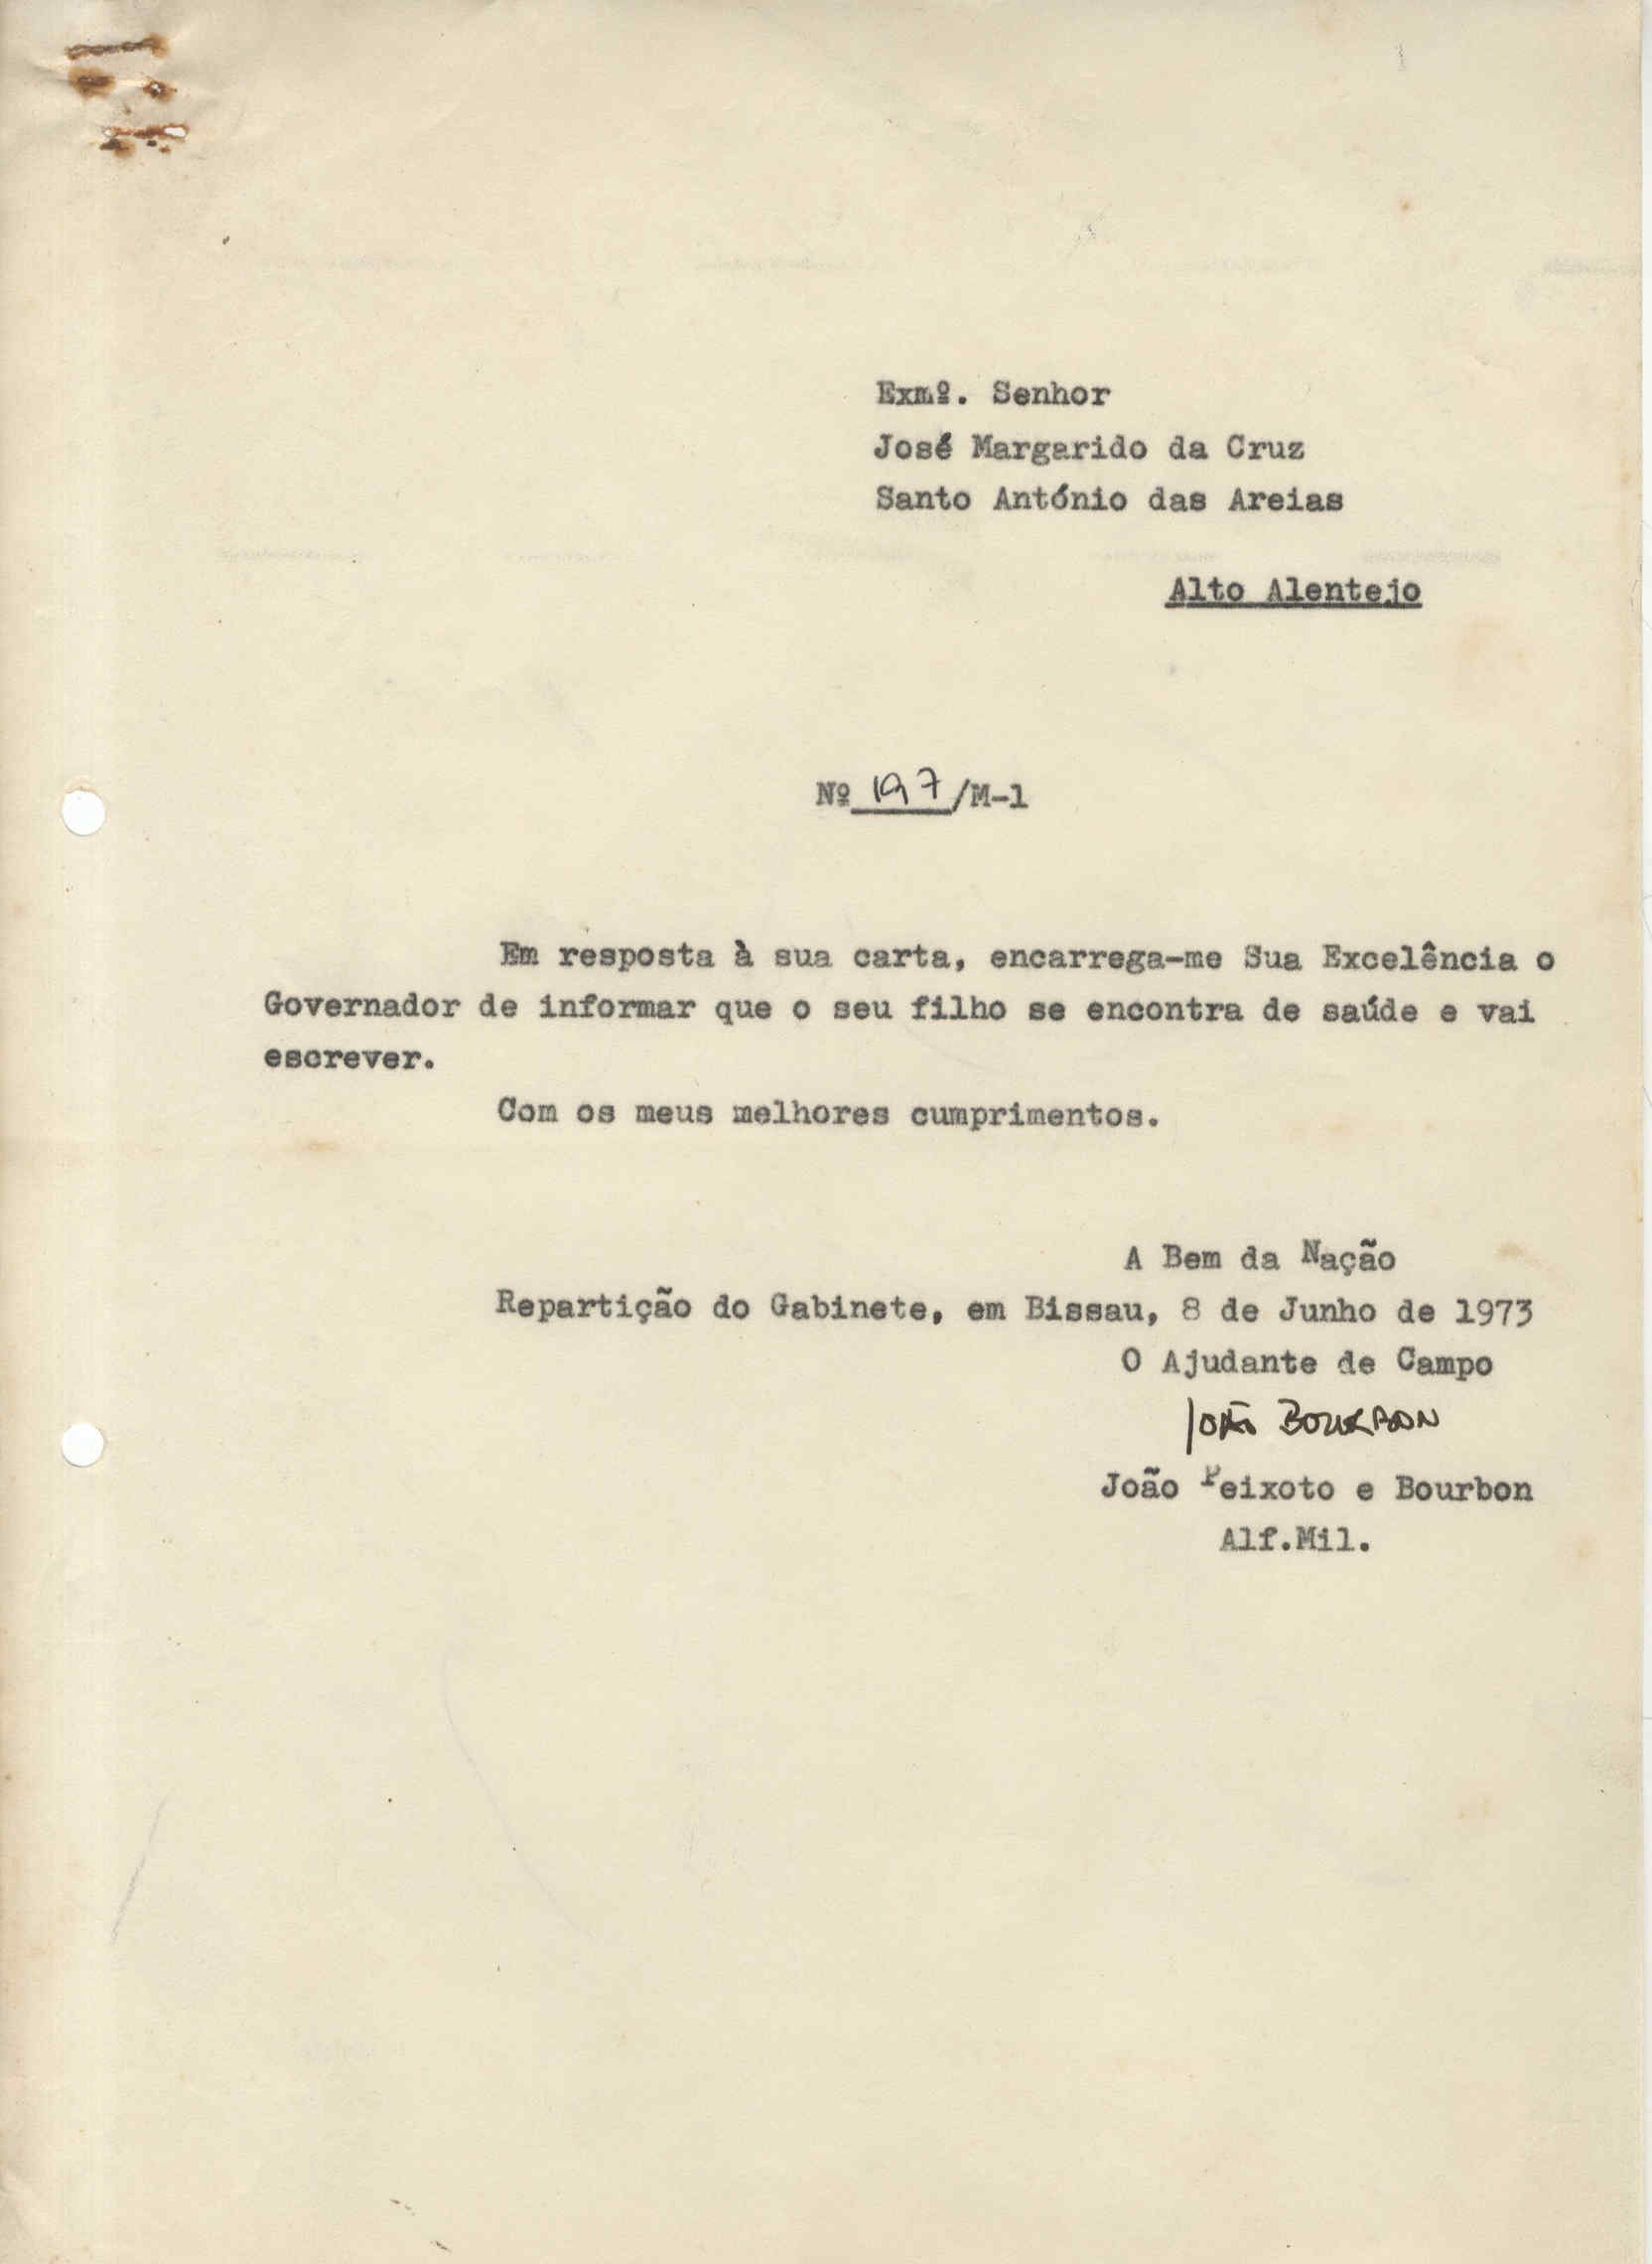 Exmº. Senhor
José Margarido da Cruz
Santo António das Areias
Alto Alentejo
Nº 197/M-1
Em resposta à sua carta, encarrega-me Sua Excelência o
Governador de informar que o seu filho se encontra de saúde e vai
escrever.
Com os meus melhores cumprimentos.
A Bem da Nação
Repartição do Gabinete, em Bissau, 8 de Junho de 1973
O Ajudante de Campo
João Bourbon
João Peixoto e Bourbon
Alf.Mil.